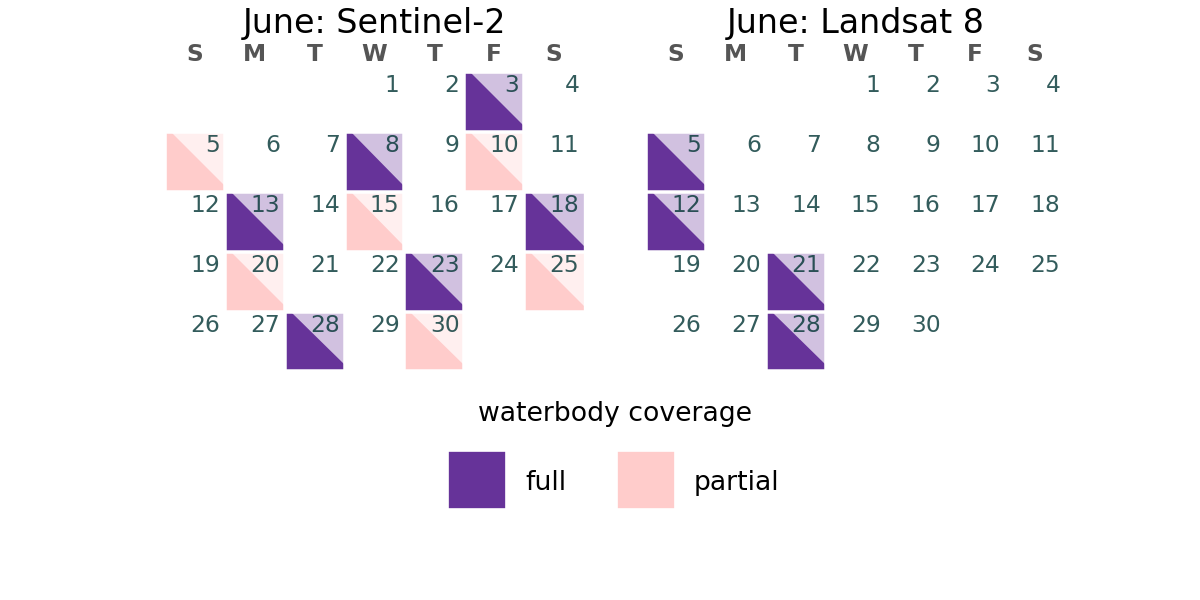 June: Sentinel-2
S M T W T F S
1 2 3 4
5 6 7 8 9 10 11
12 13 14 15 16 17 18
19 20 21 22 23 24 25
26 27 28 29 30
June: Landsat 8
S M T W T F S
1 2 3 4
5 6 7 8 9 10 11
12 13 14 15 16 17 18
19 20 21 22 23 24 25
26 27 28 29 30
waterbody coverage
full partial